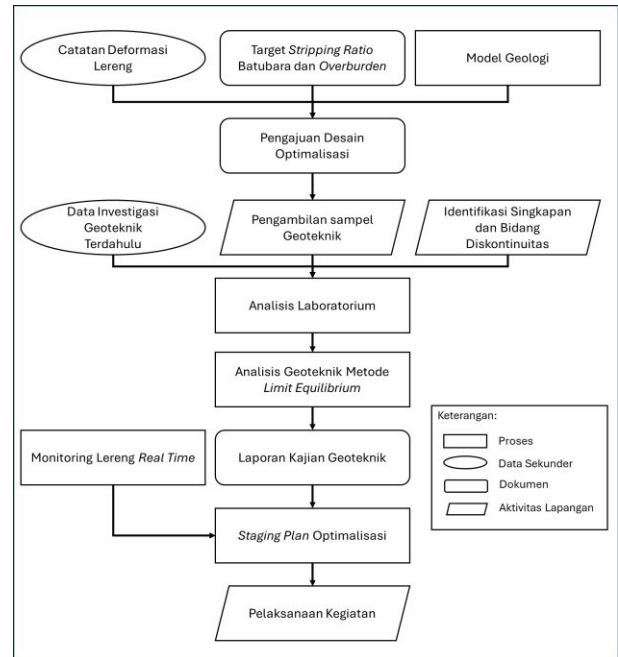 Catatan Deformasi
Lereng
Target Stripping Ratio
Batubara dan Overburden
Model Geologi
Pengajuan Desain
Optimalisasi
Data Investigasi
Geoteknik
Terdahulu
Pengambilan sampel
Geoteknik
Identifikasi Singkapan
dan Bidang
Diskontinuitas
Analisis Laboratorium
Analisis Geoteknik Metode
Limit Equilibrium
Monitoring Lereng Real Time
Laporan Kajian Geoteknik
Staging Plan Optimalisasi
Pelaksanaan Kegiatan
Keterangan:
Proses
Data Sekunder
Dokumen
Aktivitas Lapangan